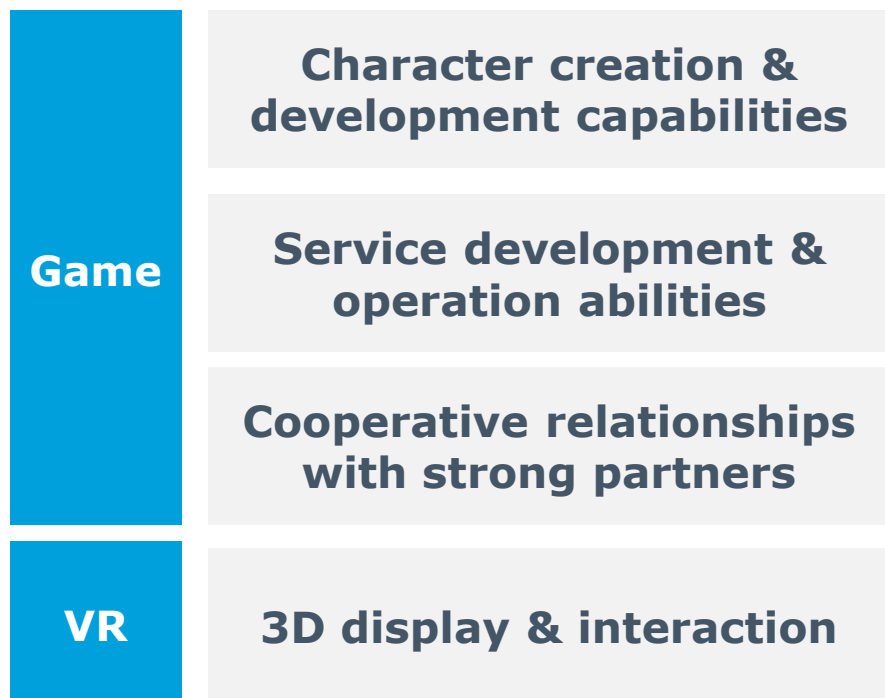 Game
Character creation &
development capabilities
Service development &
operation abilities
Cooperative relationships
with strong partners
VR
3D display & interaction